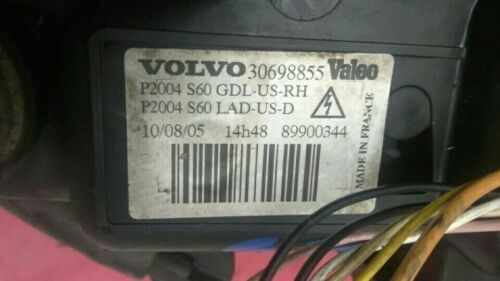 VOLVO 30698855 Valeo
P2004 S60 GDL-US-RH
P2004 S60 LAD-US-D
10/08/05 14h48 89900344
MADE IN FRANCE